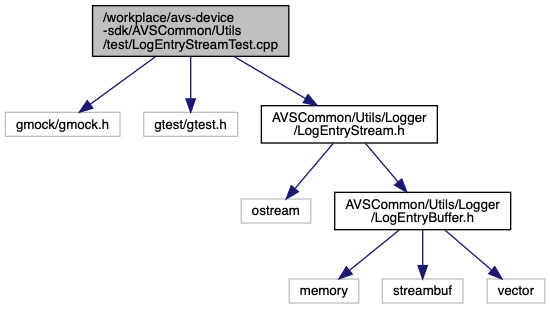 /workplace/avs-device
-sdk/AVSCommon/Utils
/test/LogEntryStreamTest.cpp
gmock/gmock.h
gtest/gtest.h
AVSCommon/Utils/Logger
/LogEntryStream.h
ostream
AVSCommon/Utils/Logger
/LogEntryBuffer.h
memory
streambuf
vector